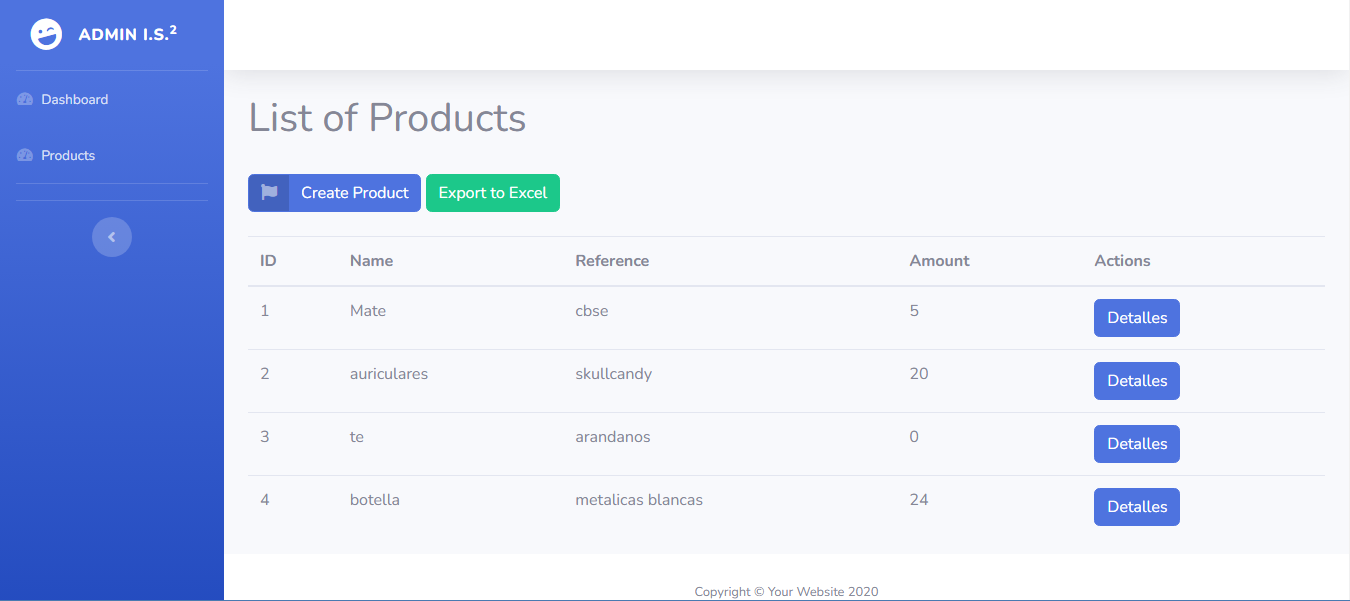 ADMIN I.S.²
Dashboard
Products
List of Products
Create Product Export to Excel
ID Name Reference Amount Actions
1 Mate cbse 5 Detalles
2 auriculares skullcandy 20 Detalles
3 te arandanos 0 Detalles
4 botella metalicas blancas 24 Detalles
Copyright © Your Website 2020